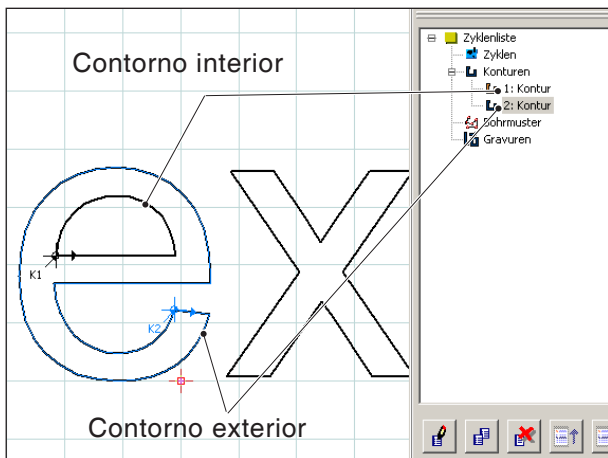 Contorno interior
K1
K2
Contorno exterior
Zyklenliste
Zyklen
Konturen
1: Kontur
2: Kontur
Bohrmuster
Gravuren